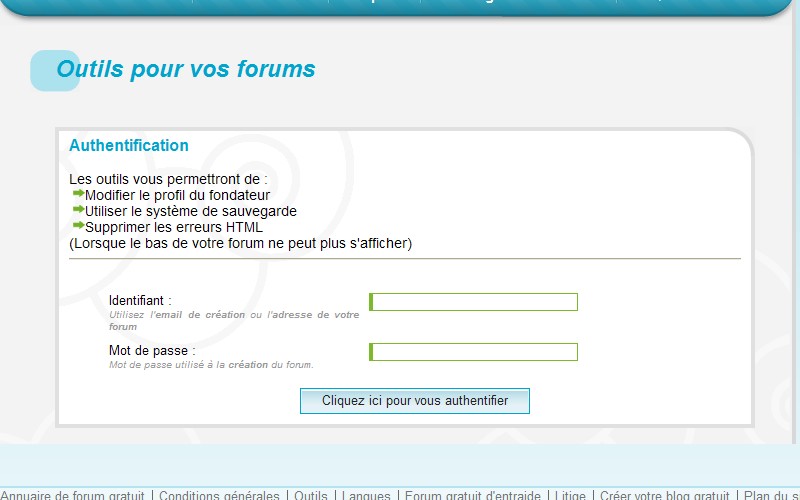 Outils pour vos forums
Authentification
Les outils vous permettront de :
Modifier le profil du fondateur
Utiliser le système de sauvegarde
Supprimer les erreurs HTML
(Lorsque le bas de votre forum ne peut plus s'afficher)
Identifiant :
Utilisez l'email de création ou l'adresse de votre
forum
Mot de passe :
Mot de passe utilisé à la création du forum.
Cliquez ici pour vous authentifier
Annuaire de forum gratuit | Conditions générales | Outils | Langues | Forum gratuit d'entraide | Litige | Créer votre blog gratuit | Plan du s